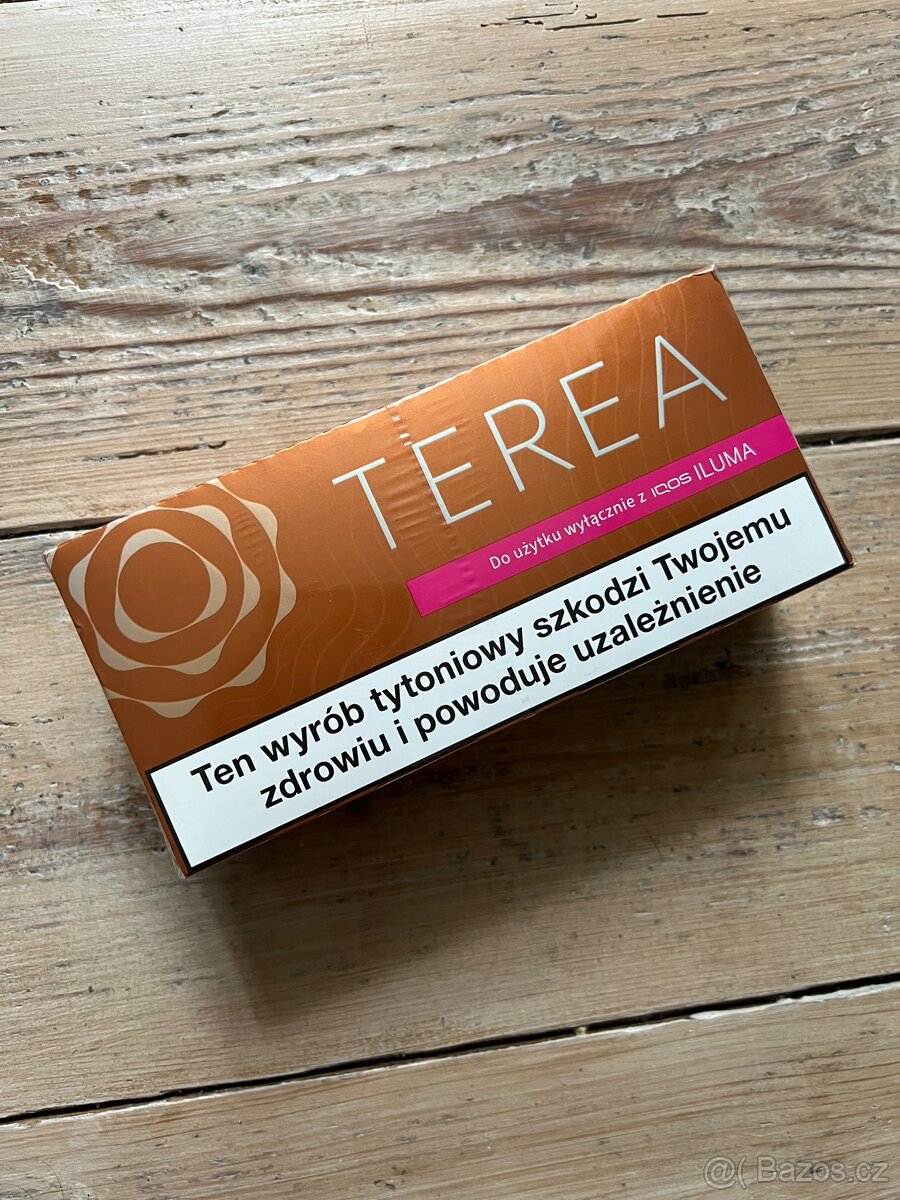 TEREA
Do użytku wyłącznie z IQOS ILUMA
Ten wyrób tytoniowy szkodzi Twojemu
zdrowiu i powoduje uzależnienie
@( Bazos.cz